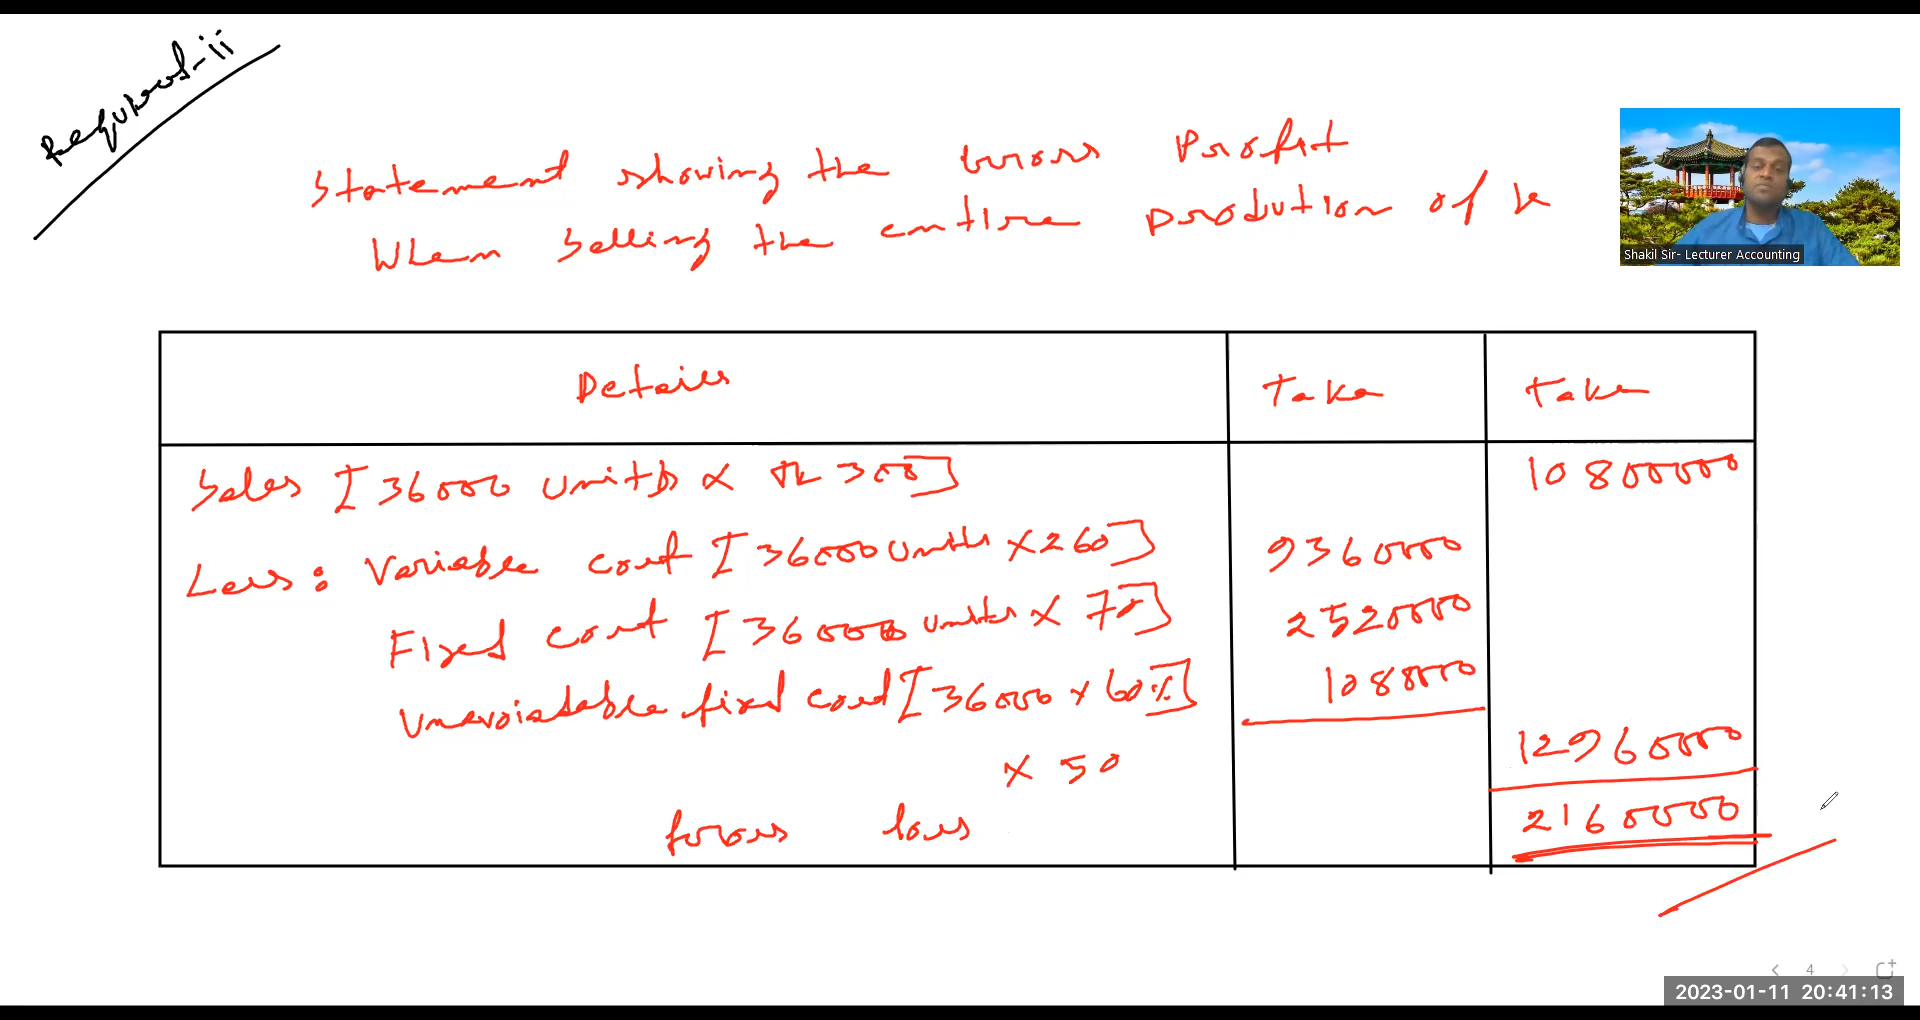 Required-ii
Statement showing the Gross Profit
When selling the entire production of K
Shakil Sir- Lecturer Accounting
Details Taka Taka
Sales [36000 units × Tk 300] 10800000
Less: Variable cost [36000 units × 260] 9360000
Fixed cost [36000 units × 70] 2520000
Unavoidable fixed cost [36000 × 60% 1080000
× 50 12960000
Gross loss 2160000
4
2023-01-11 20:41:13